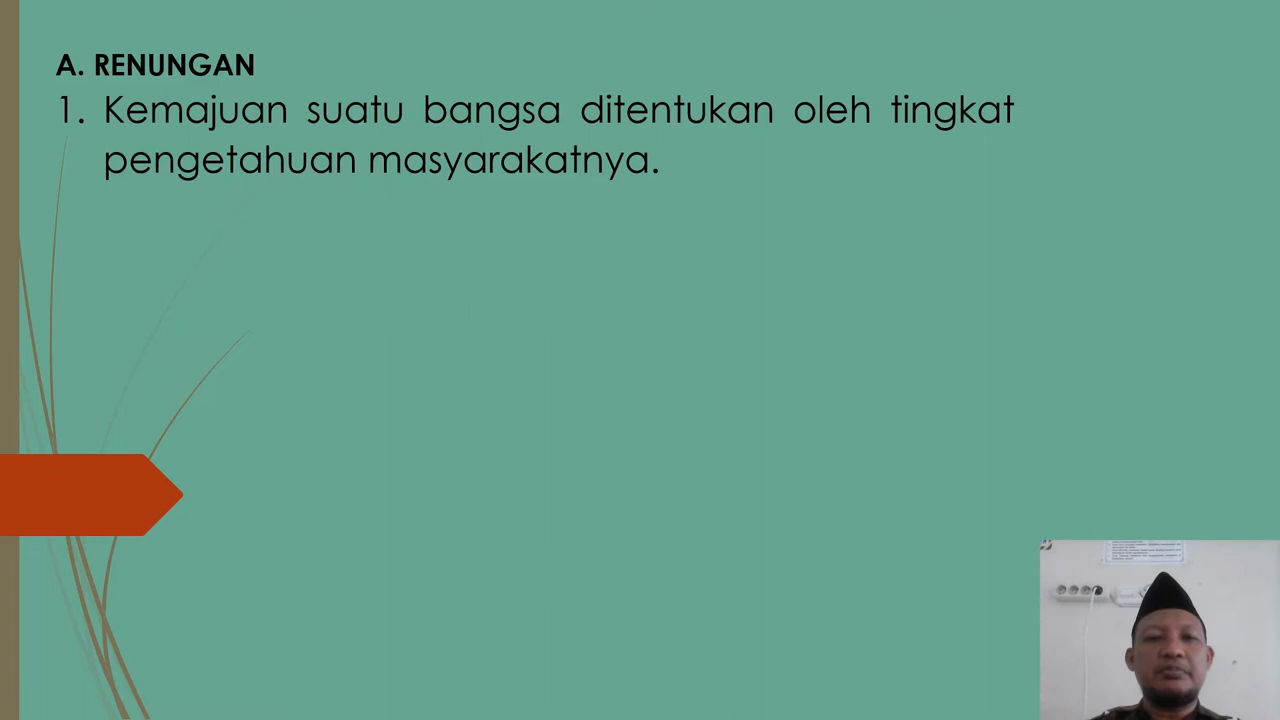 A. RENUNGAN
1. Kemajuan suatu bangsa ditentukan oleh tingkat
pengetahuan masyarakatnya.